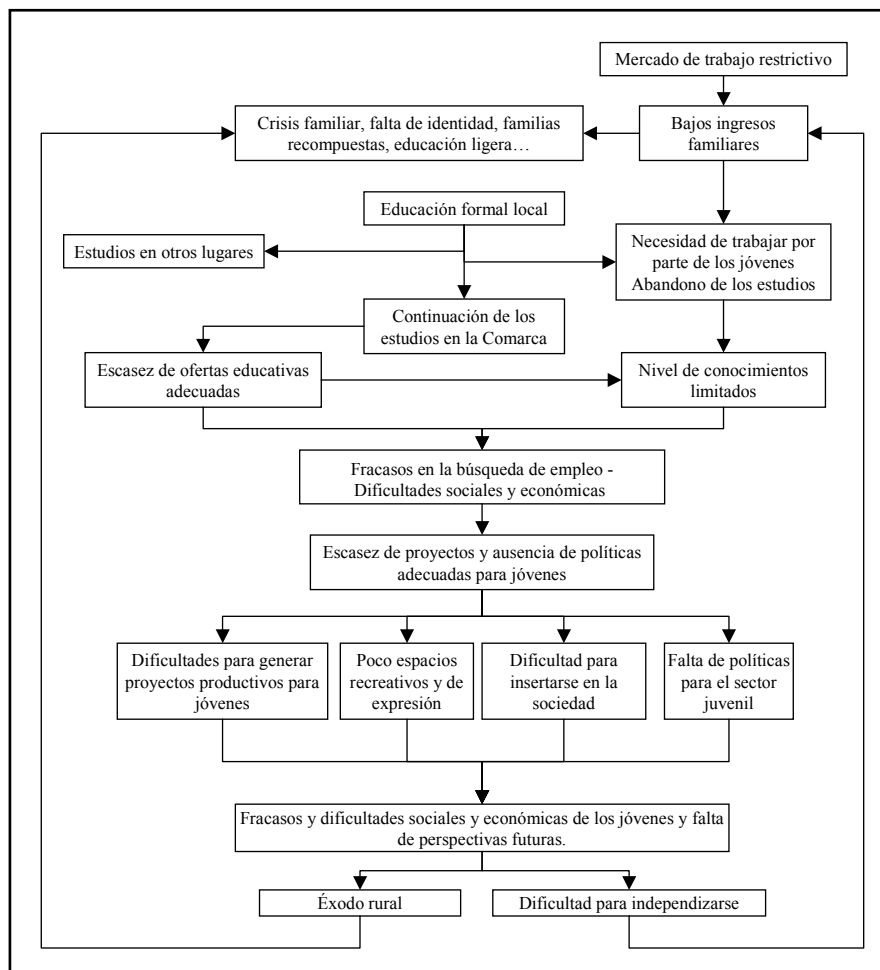 Mercado de trabajo restrictivo
Crisis familiar, falta de identidad, familias
recompuestas, educación ligera…
Bajos ingresos
familiares
Educación formal local
Estudios en otros lugares
Necesidad de trabajar por
parte de los jóvenes
Abandono de los estudios
Continuación de los
estudios en la Comarca
Escasez de ofertas educativas
adecuadas
Nivel de conocimientos
limitados
Fracasos en la búsqueda de empleo -
Dificultades sociales y económicas
Escasez de proyectos y ausencia de políticas
adecuadas para jóvenes
Dificultades para generar
proyectos productivos para
jóvenes
Poco espacios
recreativos y de
expresión
Dificultad para
insertarse en la
sociedad
Falta de políticas
para el sector
juvenil
Fracasos y dificultades sociales y económicas de los jóvenes y falta
de perspectivas futuras.
Éxodo rural
Dificultad para independizarse